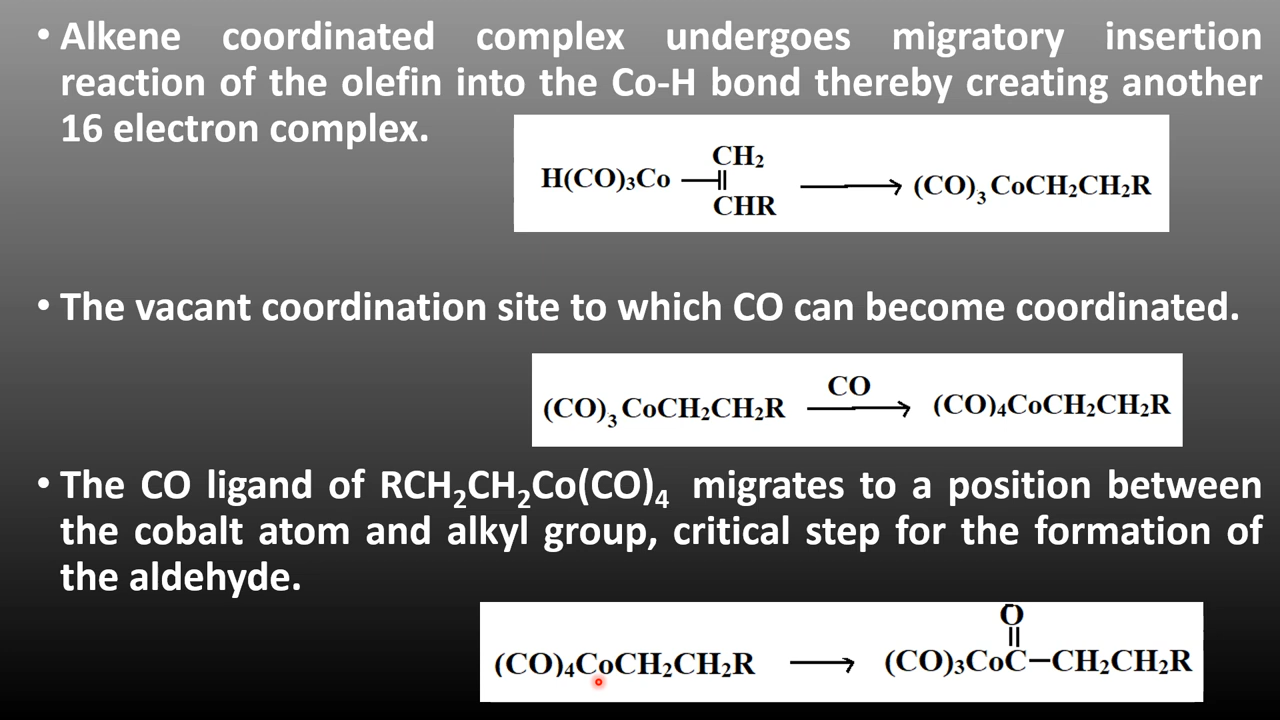 • Alkene coordinated complex undergoes migratory insertion
reaction of the olefin into the Co-H bond thereby creating another
16 electron complex.
CH₂
H(CO)₃Co —|| ⟶ (CO)₃CoCH₂CH₂R
CHR
• The vacant coordination site to which CO can become coordinated.
CO
(CO)₃CoCH₂CH₂R ⟶ (CO)₄CoCH₂CH₂R
• The CO ligand of RCH₂CH₂Co(CO)₄ migrates to a position between
the cobalt atom and alkyl group, critical step for the formation of
the aldehyde.
O
||
(CO)₄CoCH₂CH₂R ⟶ (CO)₃CoC–CH₂CH₂R